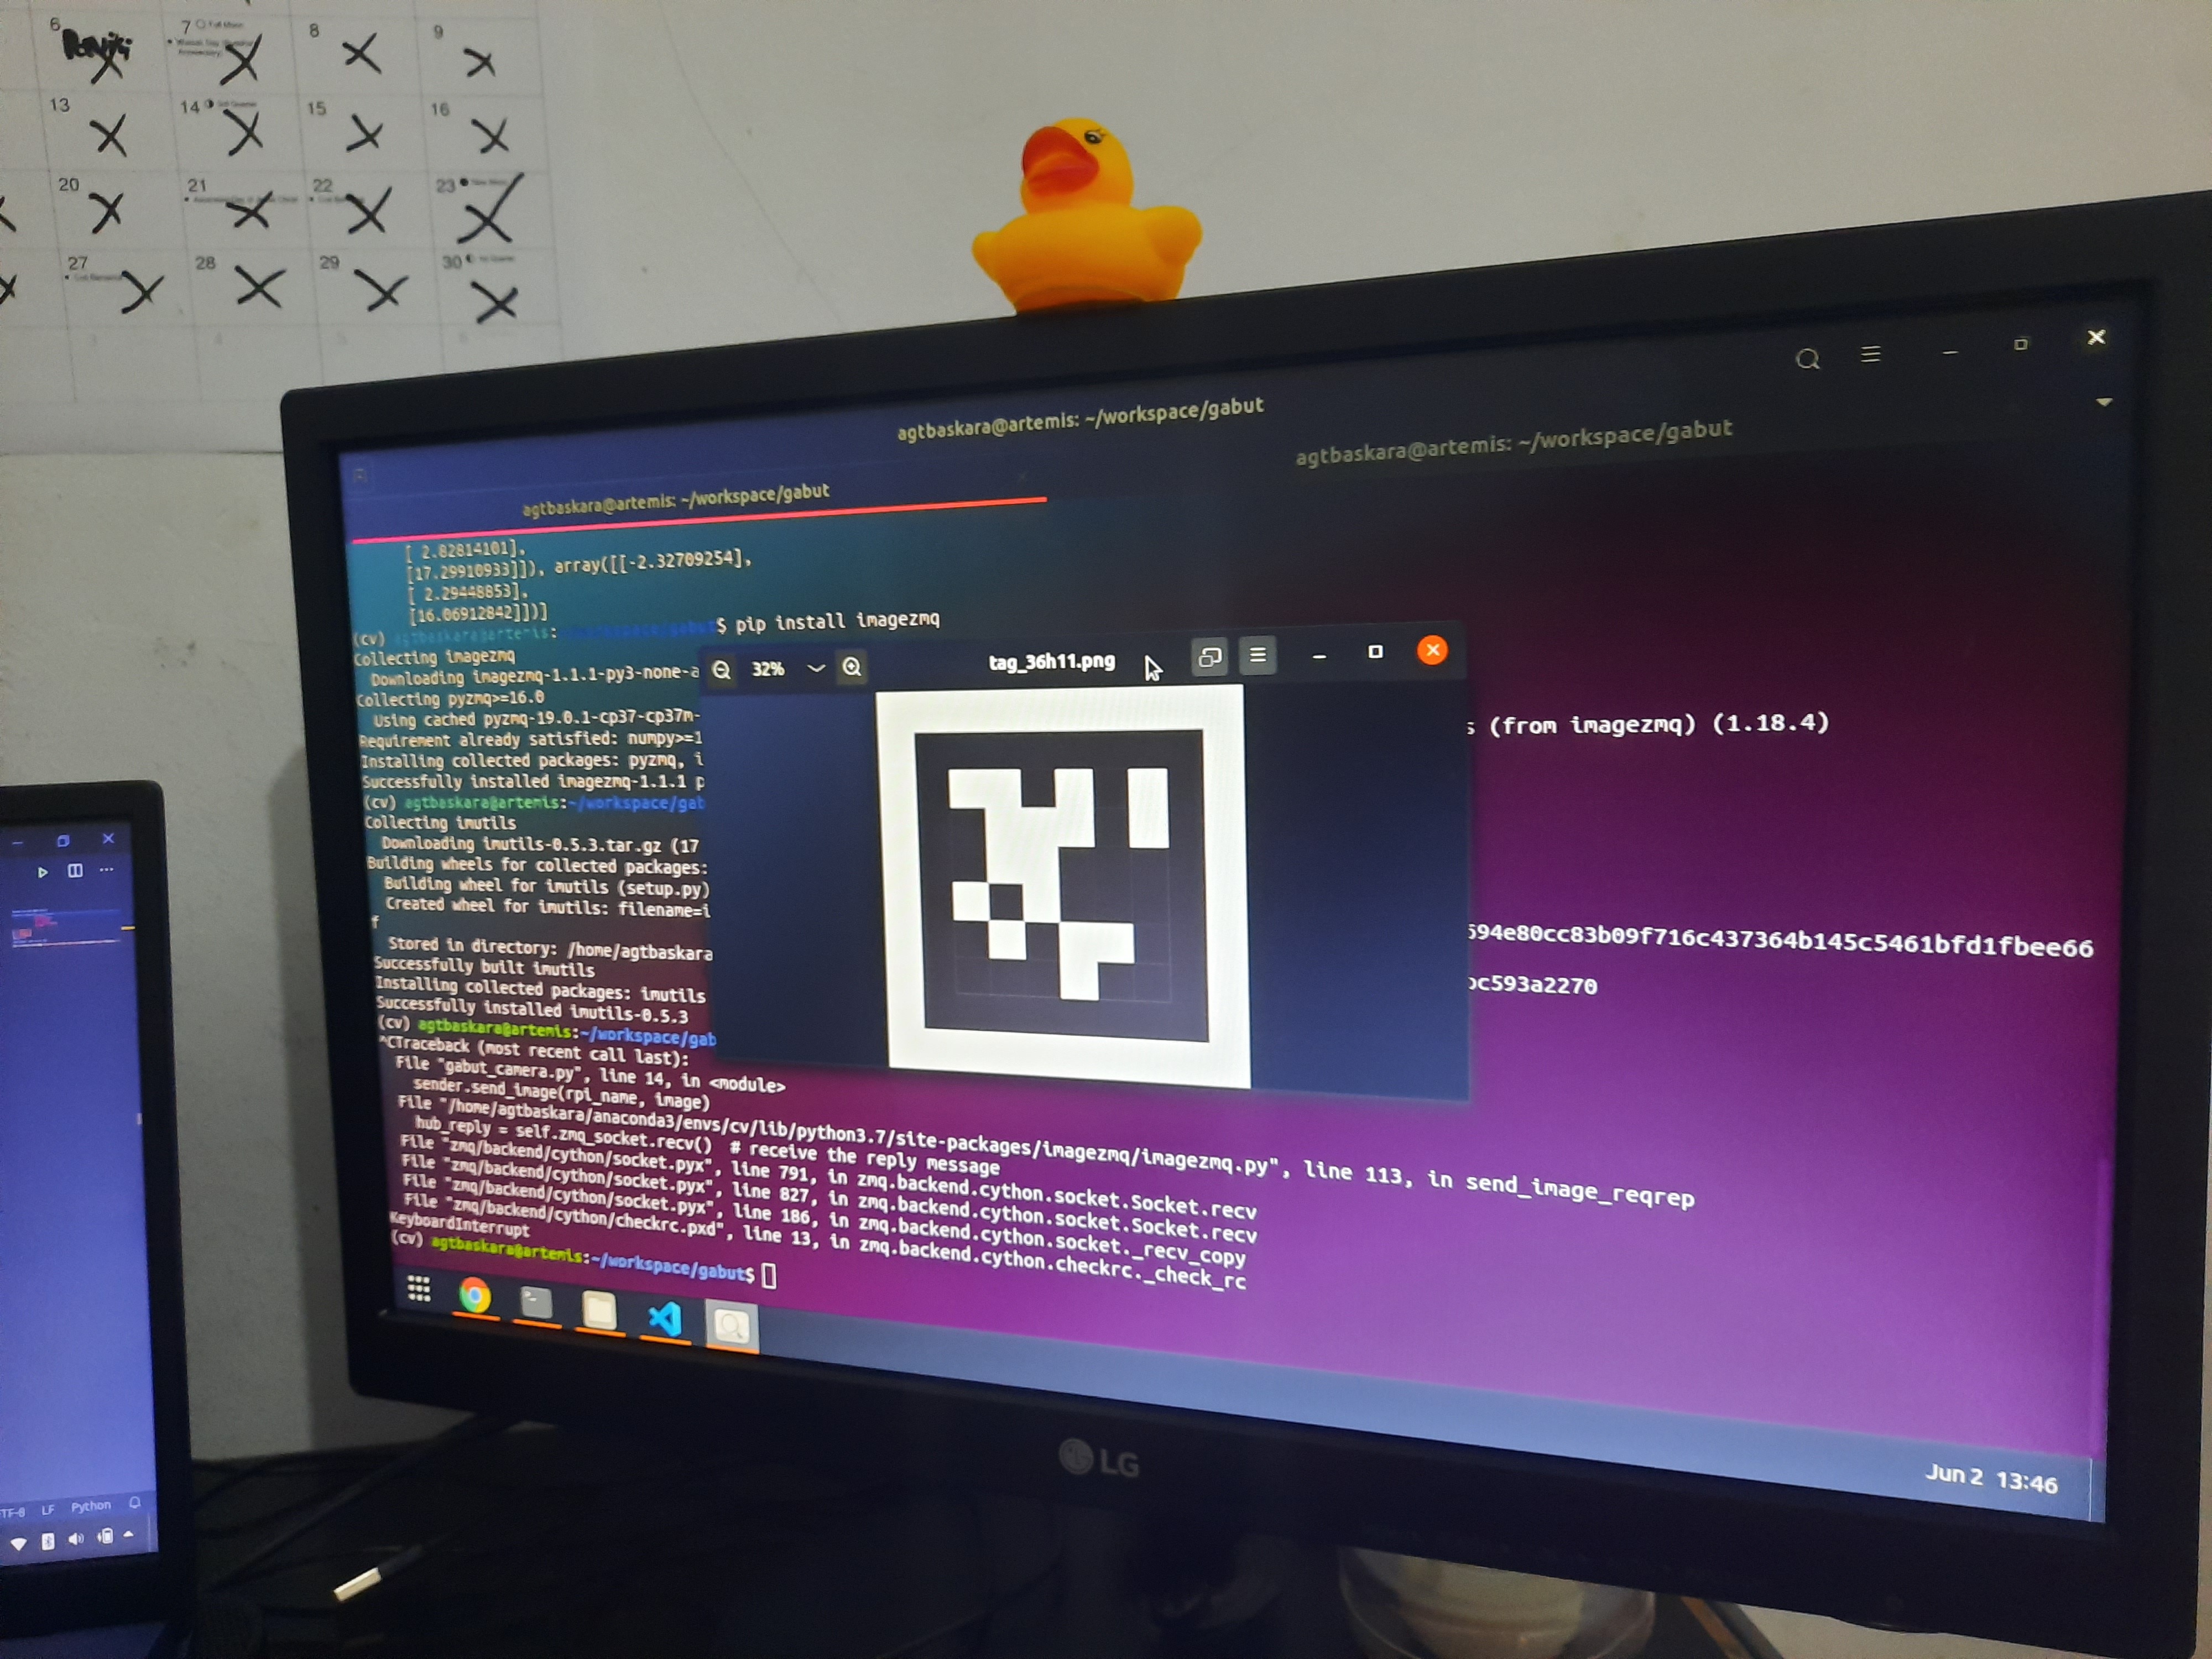 6
7 Full Moon
8
9
13
14
15
16
20
21
22
23
27
28
29
30
3
4
5
6
agtbaskara@artemis: ~/workspace/gabut
agtbaskara@artemis: ~/workspace/gabut
agtbaskara@artemis: ~/workspace/gabut
[ 2.82814101],
[17.29910933]]), array([[-2.32709254],
[ 2.29448853],
[16.06912842]])]
(cv) agtbaskara@artemis:~/workspace/gabut$ pip install imagezmq
Collecting imagezmq
Downloading imagezmq-1.1.1-py3-none-a
Collecting pyzmq>=16.0
Using cached pyzmq-19.0.1-cp37-cp37m-
Requirement already satisfied: numpy>=1
s (from imagezmq) (1.18.4)
Installing collected packages: pyzmq, i
Successfully installed imagezmq-1.1.1 p
(cv) agtbaskara@artemis:~/workspace/gab
Collecting imutils
Downloading imutils-0.5.3.tar.gz (17
Building wheels for collected packages:
Building wheel for imutils (setup.py)
Created wheel for imutils: filename=i
594e80cc83b09f716c437364b145c5461bfd1fbee66
f
Stored in directory: /home/agtbaskara
bc593a2270
Successfully built imutils
Installing collected packages: imutils
Successfully installed imutils-0.5.3
(cv) agtbaskara@artemis:~/workspace/gab
^CTraceback (most recent call last):
File "gabut_camera.py", line 14, in <module>
sender.send_image(rpi_name, image)
File "/home/agtbaskara/anaconda3/envs/cv/lib/python3.7/site-packages/imagezmq/imagezmq.py", line 113, in send_image_reqrep
hub_reply = self.zmq_socket.recv() # receive the reply message
File "zmq/backend/cython/socket.pyx", line 791, in zmq.backend.cython.socket.Socket.recv
File "zmq/backend/cython/socket.pyx", line 827, in zmq.backend.cython.socket.Socket.recv
File "zmq/backend/cython/socket.pyx", line 186, in zmq.backend.cython.socket._recv_copy
File "zmq/backend/cython/checkrc.pxd", line 13, in zmq.backend.cython.checkrc._check_rc
KeyboardInterrupt
(cv) agtbaskara@artemis:~/workspace/gabut$
32%
tag_36h11.png
Jun 2 13:46
LG
TF-8 LF Python